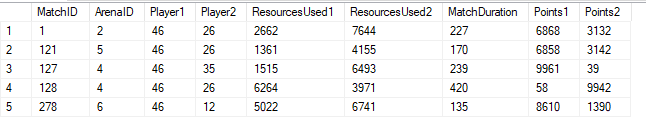 MatchID ArenaID Player1 Player2 ResourcesUsed1 ResourcesUsed2 MatchDuration Points1 Points2
1 1 2 46 26 2662 7644 227 6868 3132
2 121 5 46 26 1361 4155 170 6858 3142
3 127 4 46 35 1515 6493 239 9961 39
4 128 4 46 26 6264 3971 420 58 9942
5 278 6 46 12 5022 6741 135 8610 1390